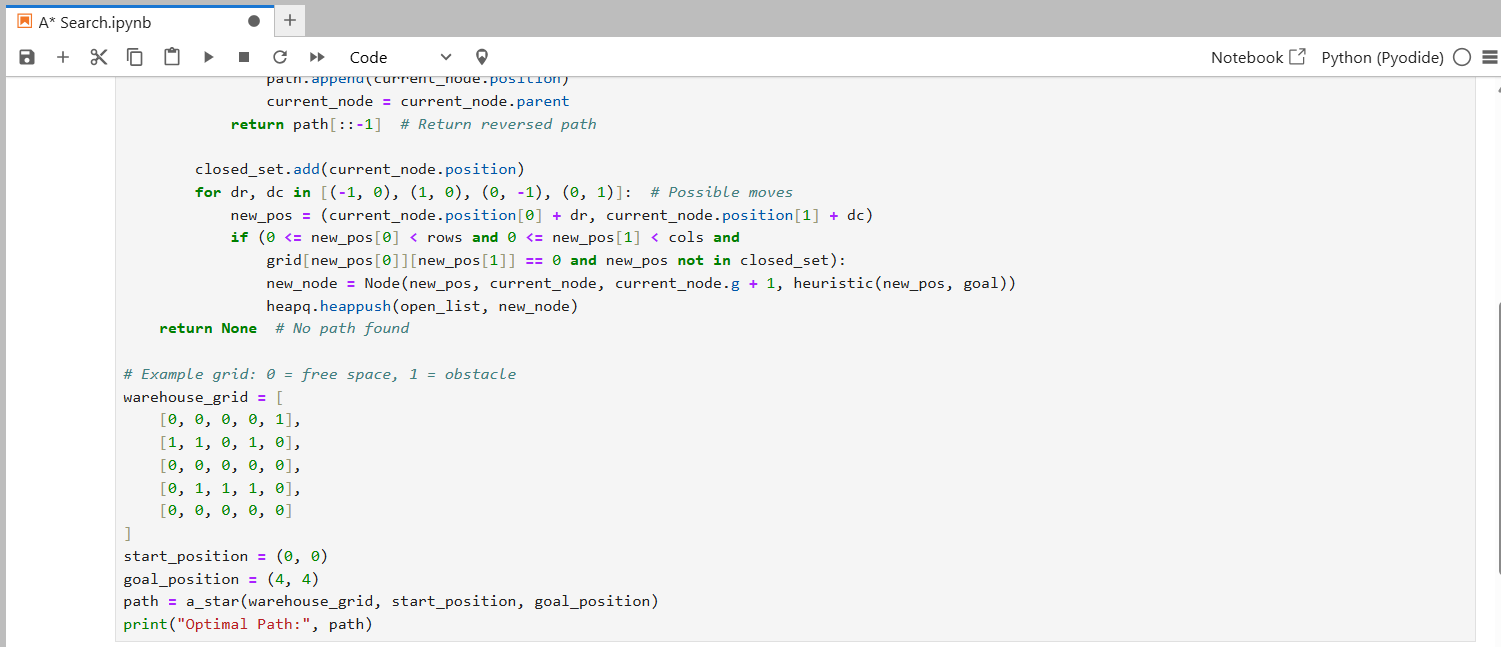 A* Search.ipynb
Code
Notebook
Python (Pyodide)
path.append(current_node.position)
current_node = current_node.parent
return path[::-1]  # Return reversed path
closed_set.add(current_node.position)
for dr, dc in [(-1, 0), (1, 0), (0, -1), (0, 1)]:  # Possible moves
new_pos = (current_node.position[0] + dr, current_node.position[1] + dc)
if (0 <= new_pos[0] < rows and 0 <= new_pos[1] < cols and
grid[new_pos[0]][new_pos[1]] == 0 and new_pos not in closed_set):
new_node = Node(new_pos, current_node, current_node.g + 1, heuristic(new_pos, goal))
heapq.heappush(open_list, new_node)
return None  # No path found
# Example grid: 0 = free space, 1 = obstacle
warehouse_grid = [
[0, 0, 0, 0, 1],
[1, 1, 0, 1, 0],
[0, 0, 0, 0, 0],
[0, 1, 1, 1, 0],
[0, 0, 0, 0, 0]
]
start_position = (0, 0)
goal_position = (4, 4)
path = a_star(warehouse_grid, start_position, goal_position)
print("Optimal Path:", path)